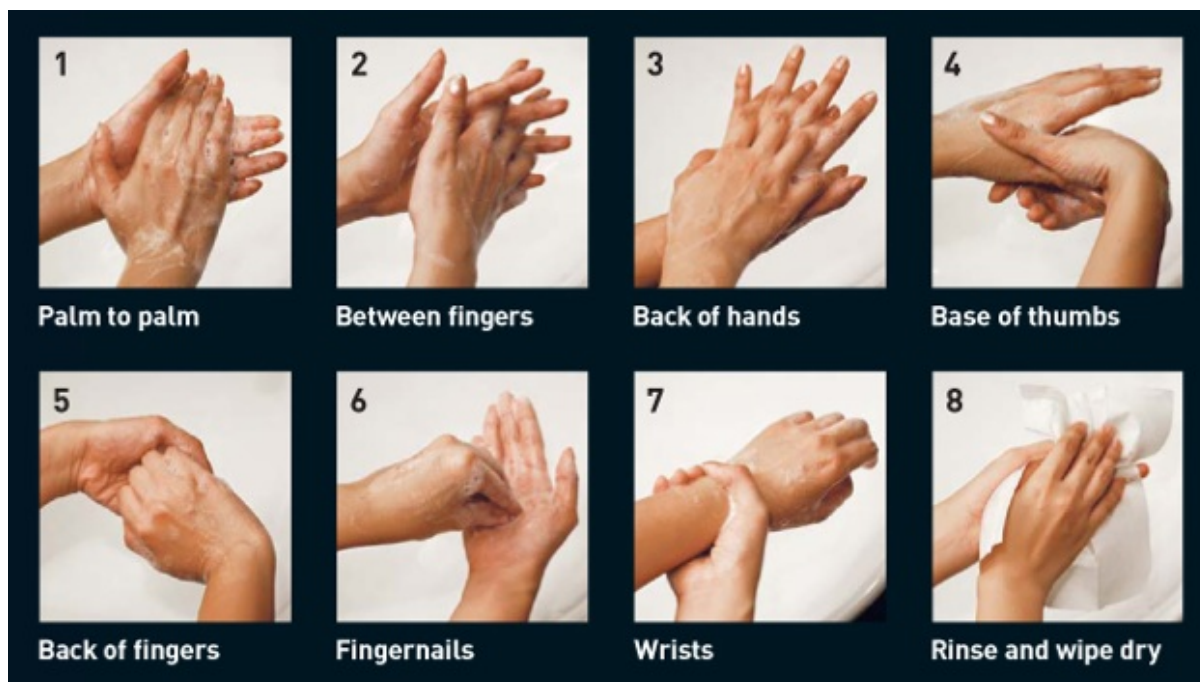 1
2
3
4
Palm to palm
Between fingers
Back of hands
Base of thumbs
5
6
7
8
Back of fingers
Fingernails
Wrists
Rinse and wipe dry